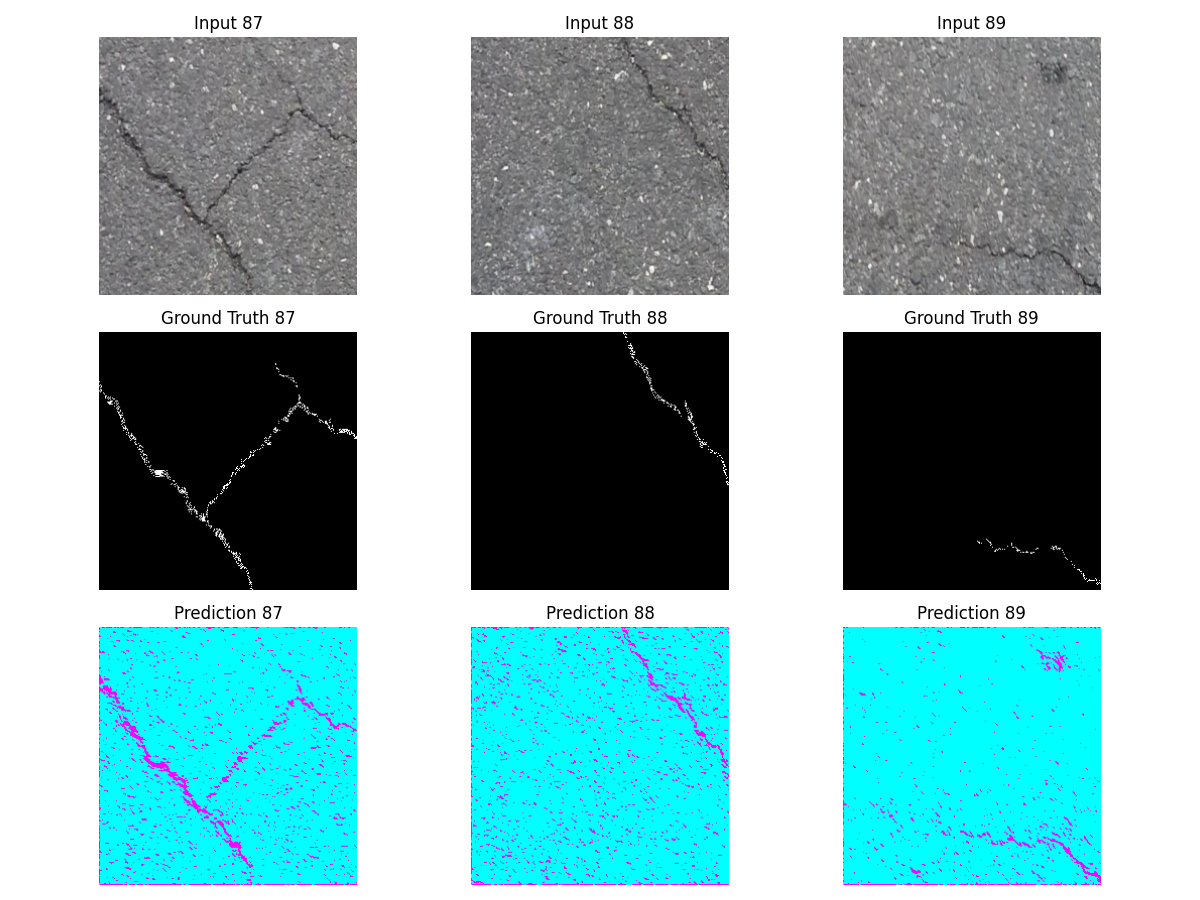 Input 87
Input 88
Input 89
Ground Truth 87
Ground Truth 88
Ground Truth 89
Prediction 87
Prediction 88
Prediction 89